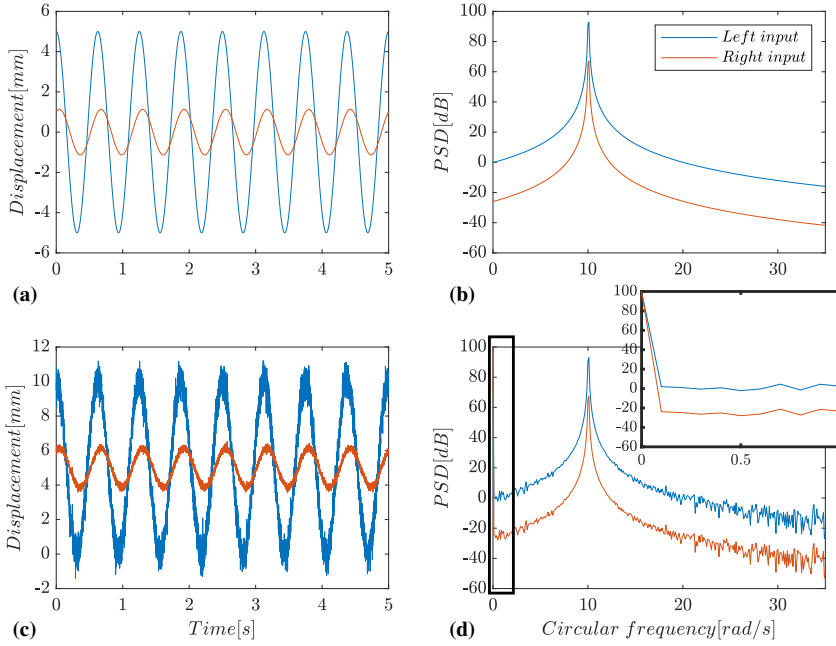 6
4
2
0
-2
-4
-6
Displacement[mm]
0 1 2 3 4 5
(a)
100
80
60
40
20
0
-20
-40
-60
PSD[dB]
0 10 20 30
(b)
Left input
Right input
12
10
8
6
4
2
0
-2
Displacement[mm]
0 1 2 3 4 5
Time[s]
(c)
100
80
60
40
20
0
-20
-40
-60
PSD[dB]
0 10 20 30
Circular frequency[rad/s]
(d)
100
80
60
40
20
0
-20
-40
-60
0 0.5